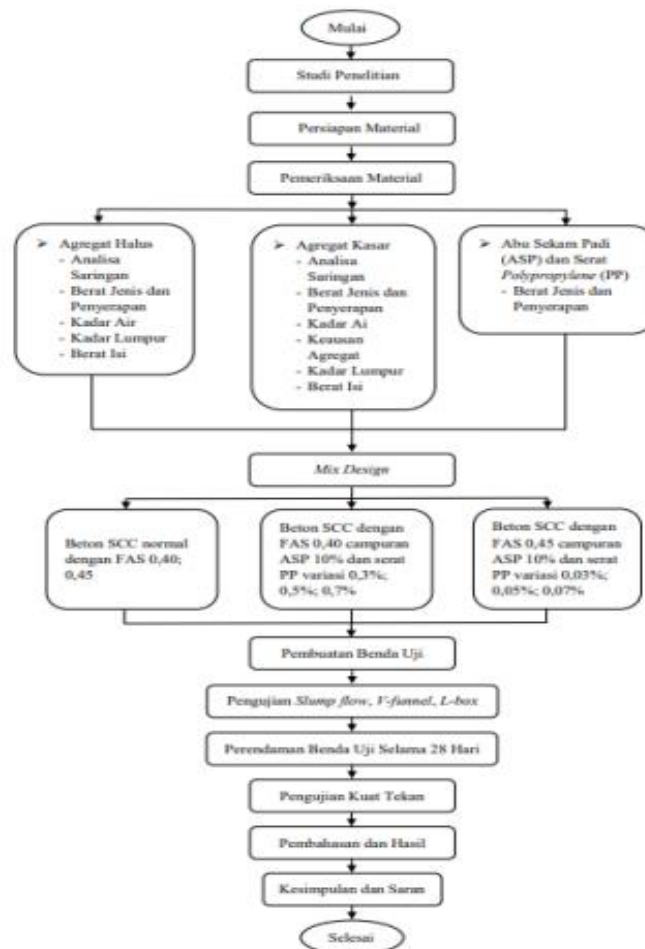 Mulai
Studi Penelitian
Persiapan Material
Pemeriksaan Material
➢ Agregat Halus
- Analisa
Saringan
- Berat Jenis dan
Penyerapan
- Kadar Air
- Kadar Lumpur
- Berat Isi
➢ Agregat Kasar
- Analisa
Saringan
- Berat Jenis dan
Penyerapan
- Kadar Ai
- Keausan
Agregat
- Kadar Lumpur
- Berat Isi
➢ Abu Sekam Padi
(ASP) dan Serat
Polypropylene (PP)
- Berat Jenis dan
Penyerapan
Mix Design
Beton SCC normal
dengan FAS 0,40;
0,45
Beton SCC dengan
FAS 0,40 campuran
ASP 10% dan serat
PP variasi 0,3%;
0,5%; 0,7%
Beton SCC dengan
FAS 0,45 campuran
ASP 10% dan serat
PP variasi 0,03%;
0,05%; 0,07%
Pembuatan Benda Uji
Pengujian Slump flow, V-funnel, L-box
Perendaman Benda Uji Selama 28 Hari
Pengujian Kuat Tekan
Pembahasan dan Hasil
Kesimpulan dan Saran
Selesai